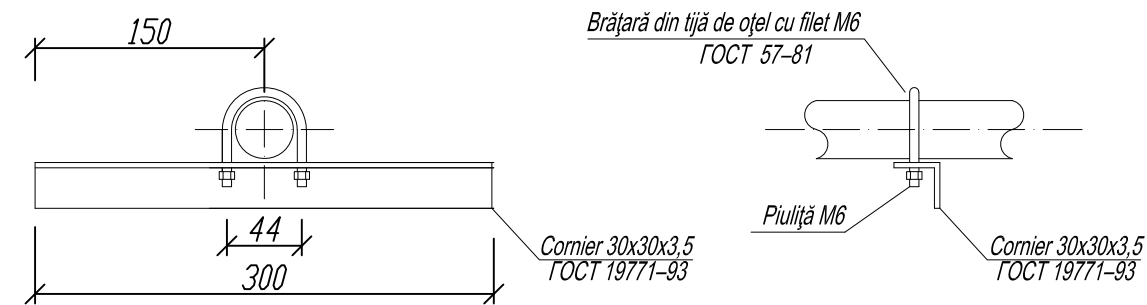 150
Brăţară din tijă de oţel cu filet M6
ГОСТ 57–81
44
300
Cornier 30x30x3,5
ГОСТ 19771–93
Piuliţă M6
Cornier 30x30x3,5
ГОСТ 19771–93